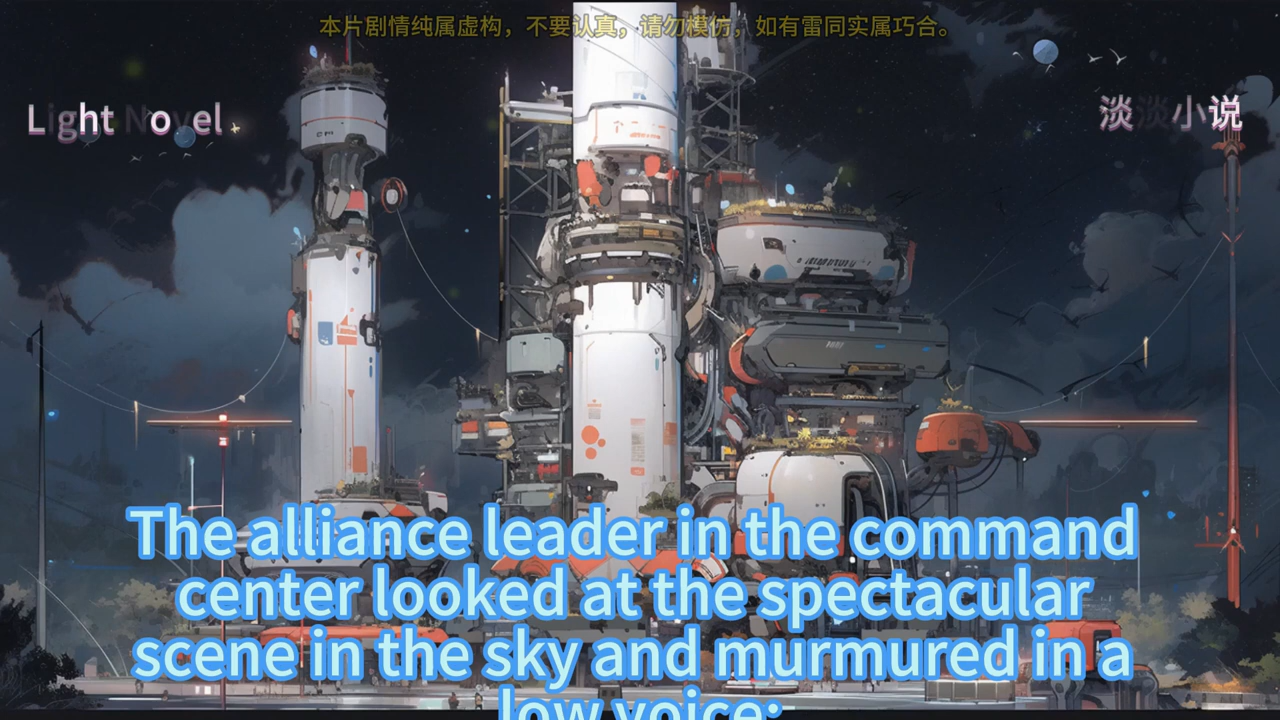 本片剧情纯属虚构，不要认真，请勿模仿，如有雷同实属巧合。
Light Novel
淡淡小说
The alliance leader in the command
center looked at the spectacular
scene in the sky and murmured in a
low voice: